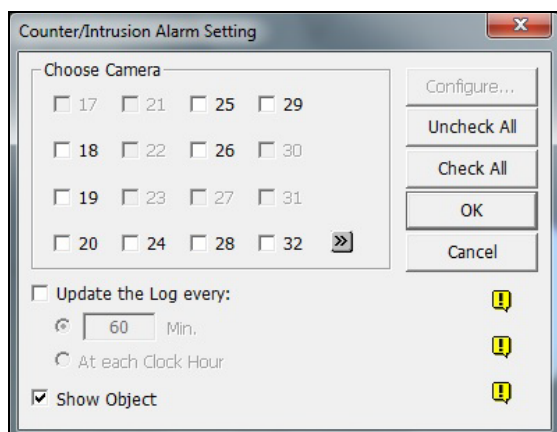 Counter/Intrusion Alarm Setting
Choose Camera
17 21 25 29
18 22 26 30
19 23 27 31
20 24 28 32
Configure...
Uncheck All
Check All
OK
Cancel
Update the Log every:
60 Min.
At each Clock Hour
Show Object